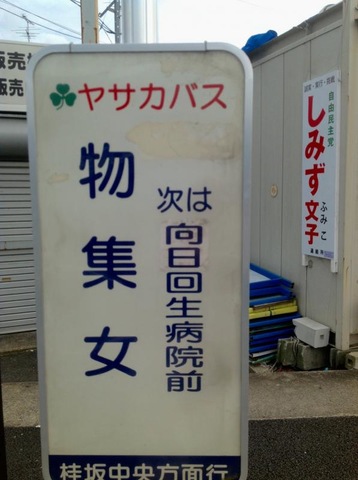 ヤサカバス
物集女
次は 向日回生病院前
桂坂中央方面行
自由民主党
しみず文子
ふみこ
販売
販売